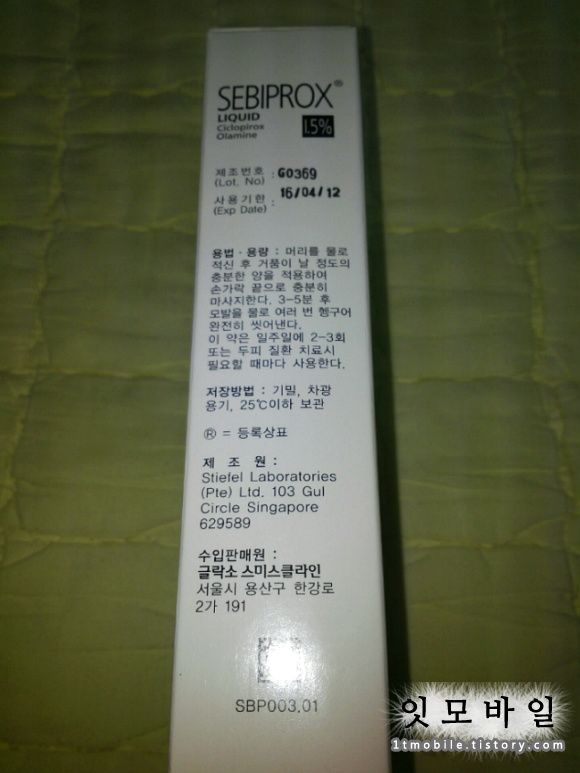 SEBIPROX®
LIQUID
Ciclopirox
Olamine
1.5%
제조번호 : G0369
(Lot. No)
사용기한 : 16/04/12
(Exp Date)
용법·용량 : 머리를 물로
적신 후 거품이 날 정도의
충분한 양을 적용하여
손가락 끝으로 충분히
마사지한다. 3-5분 후
모발을 물로 여러 번 헹구어
완전히 씻어낸다.
이 약은 일주일에 2-3회
또는 두피 질환 치료시
필요할 때마다 사용한다.
저장방법 : 기밀, 차광
용기, 25℃이하 보관
® = 등록상표
제 조 원 :
Stiefel Laboratories
(Pte) Ltd. 103 Gul
Circle Singapore
629589
수입판매원 :
글락소 스미스클라인
서울시 용산구 한강로
2가 191
SBP003.01
잇모바일
1tmobile.tistory.com